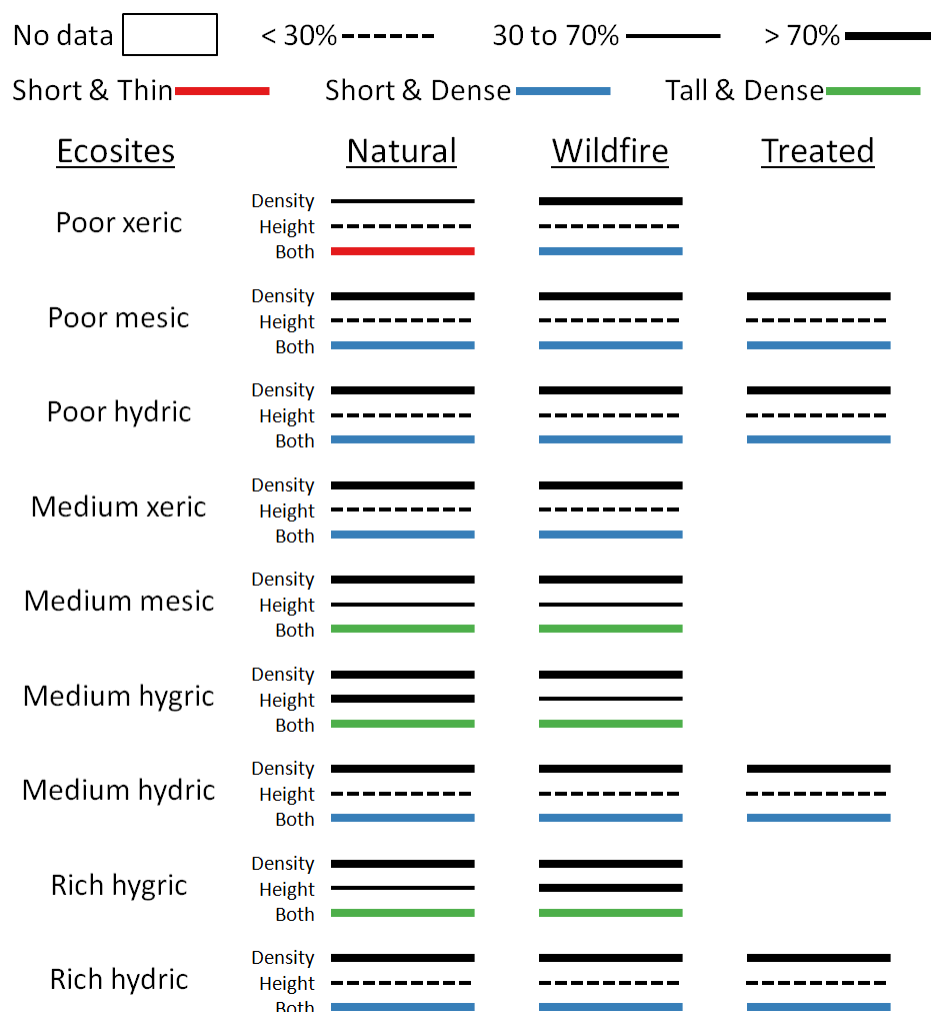 No data < 30% 30 to 70% > 70%
Short & Thin Short & Dense Tall & Dense
Ecosites Natural Wildfire Treated
Density
Poor xeric Height
Both
Density
Poor mesic Height
Both
Density
Poor hydric Height
Both
Density
Medium xeric Height
Both
Density
Medium mesic Height
Both
Density
Medium hygric Height
Both
Density
Medium hydric Height
Both
Density
Rich hygric Height
Both
Density
Rich hydric Height
Both